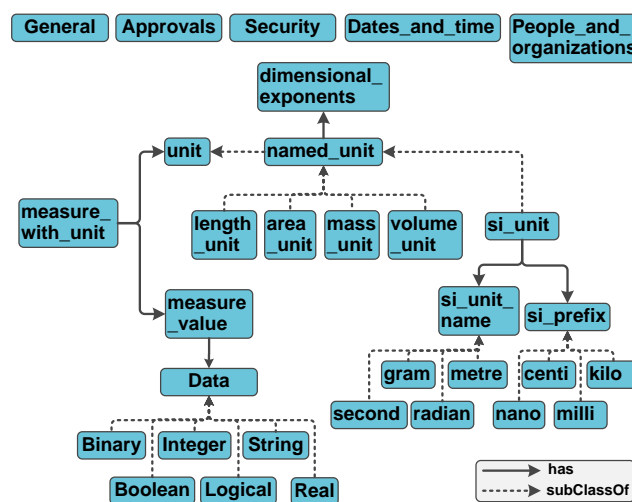 General
Approvals
Security
Dates_and_time
People_and_
organizations
dimensional_
exponents
unit
named_unit
measure_
with_unit
length
_unit
area
_unit
mass
_unit
volume
_unit
si_unit
measure
_value
si_unit_
name
si_prefix
Data
gram
metre
centi
kilo
second
radian
nano
milli
Binary
Integer
String
Boolean
Logical
Real
has
subClassOf